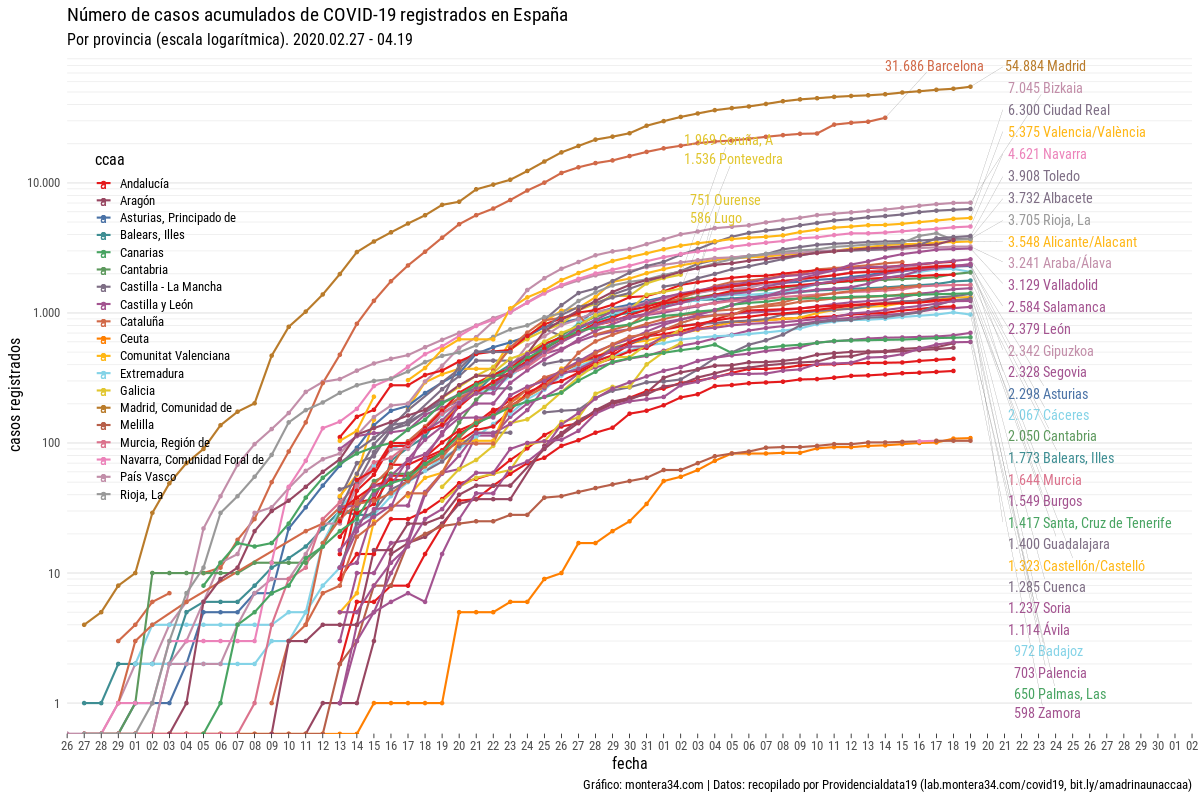 Número de casos acumulados de COVID-19 registrados en España
Por provincia (escala logarítmica). 2020.02.27 - 04.19
31.686 Barcelona
54.884 Madrid
7.045 Bizkaia
6.300 Ciudad Real
5.375 Valencia/València
4.621 Navarra
3.908 Toledo
3.732 Albacete
3.705 Rioja, La
3.548 Alicante/Alacant
3.241 Araba/Álava
3.129 Valladolid
2.584 Salamanca
2.379 León
2.342 Gipuzkoa
2.328 Segovia
2.298 Asturias
2.067 Cáceres
2.050 Cantabria
1.773 Balears, Illes
1.644 Murcia
1.549 Burgos
1.417 Santa, Cruz de Tenerife
1.400 Guadalajara
1.323 Castellón/Castelló
1.285 Cuenca
1.237 Soria
1.114 Ávila
972 Badajoz
703 Palencia
650 Palmas, Las
598 Zamora
1.969 Coruña, A
1.536 Pontevedra
751 Ourense
586 Lugo
ccaa
Andalucía
Aragón
Asturias, Principado de
Balears, Illes
Canarias
Cantabria
Castilla - La Mancha
Castilla y León
Cataluña
Ceuta
Comunitat Valenciana
Extremadura
Galicia
Madrid, Comunidad de
Melilla
Murcia, Región de
Navarra, Comunidad Foral de
País Vasco
Rioja, La
casos registrados
10.000
1.000
100
10
1
26 27 28 29 01 02 03 04 05 06 07 08 09 10 11 12 13 14 15 16 17 18 19 20 21 22 23 24 25 26 27 28 29 30 31 01 02 03 04 05 06 07 08 09 10 11 12 13 14 15 16 17 18 19 20 21 22 23 24 25 26 27 28 29 30 01 02
fecha
Gráfico: montera34.com | Datos: recopilado por Providencialdata19 (lab.montera34.com/covid19, bit.ly/amadrinaunaccaa)